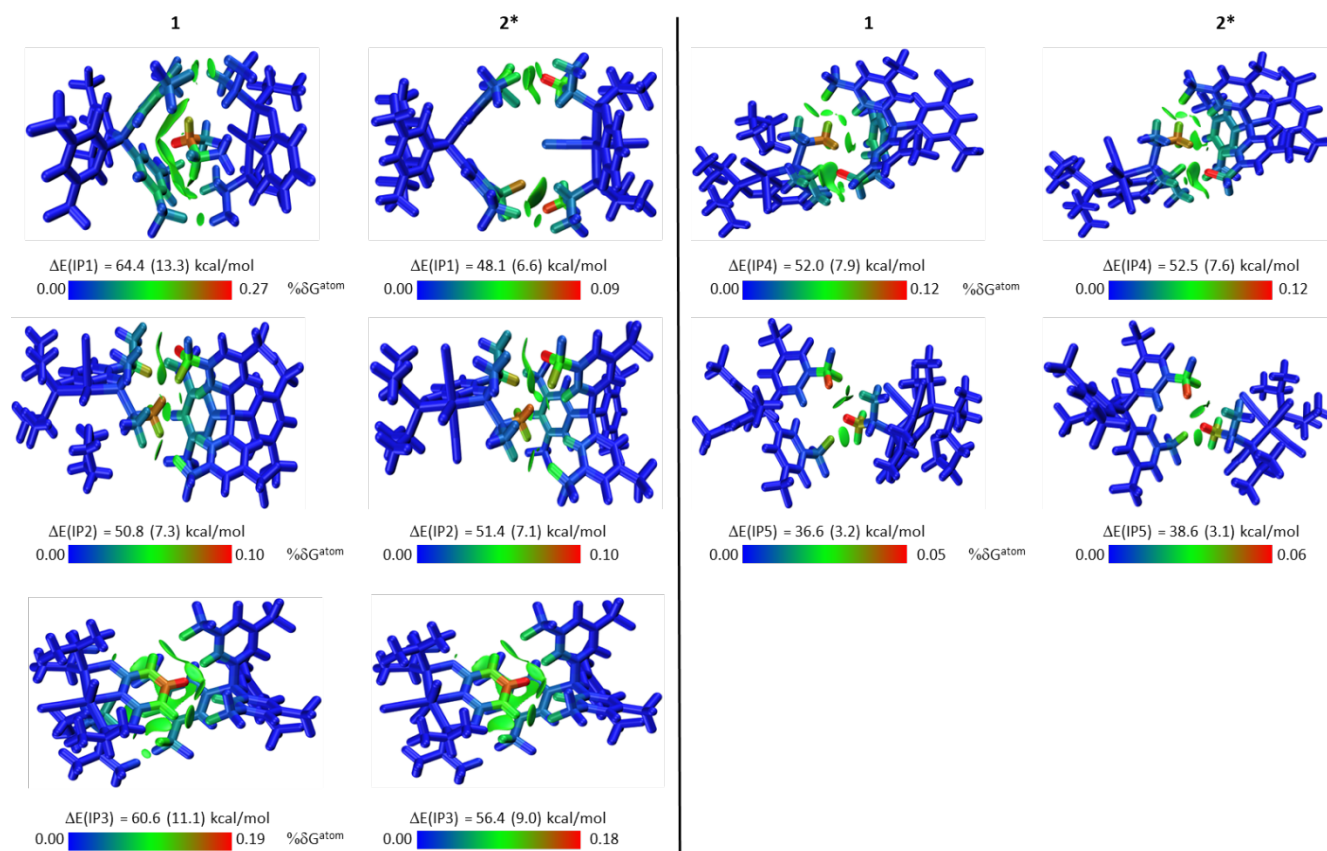 1 2* 1 2*
ΔE(IP1) = 64.4 (13.3) kcal/mol
0.00 0.27 %δG^atom
ΔE(IP1) = 48.1 (6.6) kcal/mol
0.00 0.09
ΔE(IP4) = 52.0 (7.9) kcal/mol
0.00 0.12 %δG^atom
ΔE(IP4) = 52.5 (7.6) kcal/mol
0.00 0.12
ΔE(IP2) = 50.8 (7.3) kcal/mol
0.00 0.10 %δG^atom
ΔE(IP2) = 51.4 (7.1) kcal/mol
0.00 0.10
ΔE(IP5) = 36.6 (3.2) kcal/mol
0.00 0.05 %δG^atom
ΔE(IP5) = 38.6 (3.1) kcal/mol
0.00 0.06
ΔE(IP3) = 60.6 (11.1) kcal/mol
0.00 0.19 %δG^atom
ΔE(IP3) = 56.4 (9.0) kcal/mol
0.00 0.18